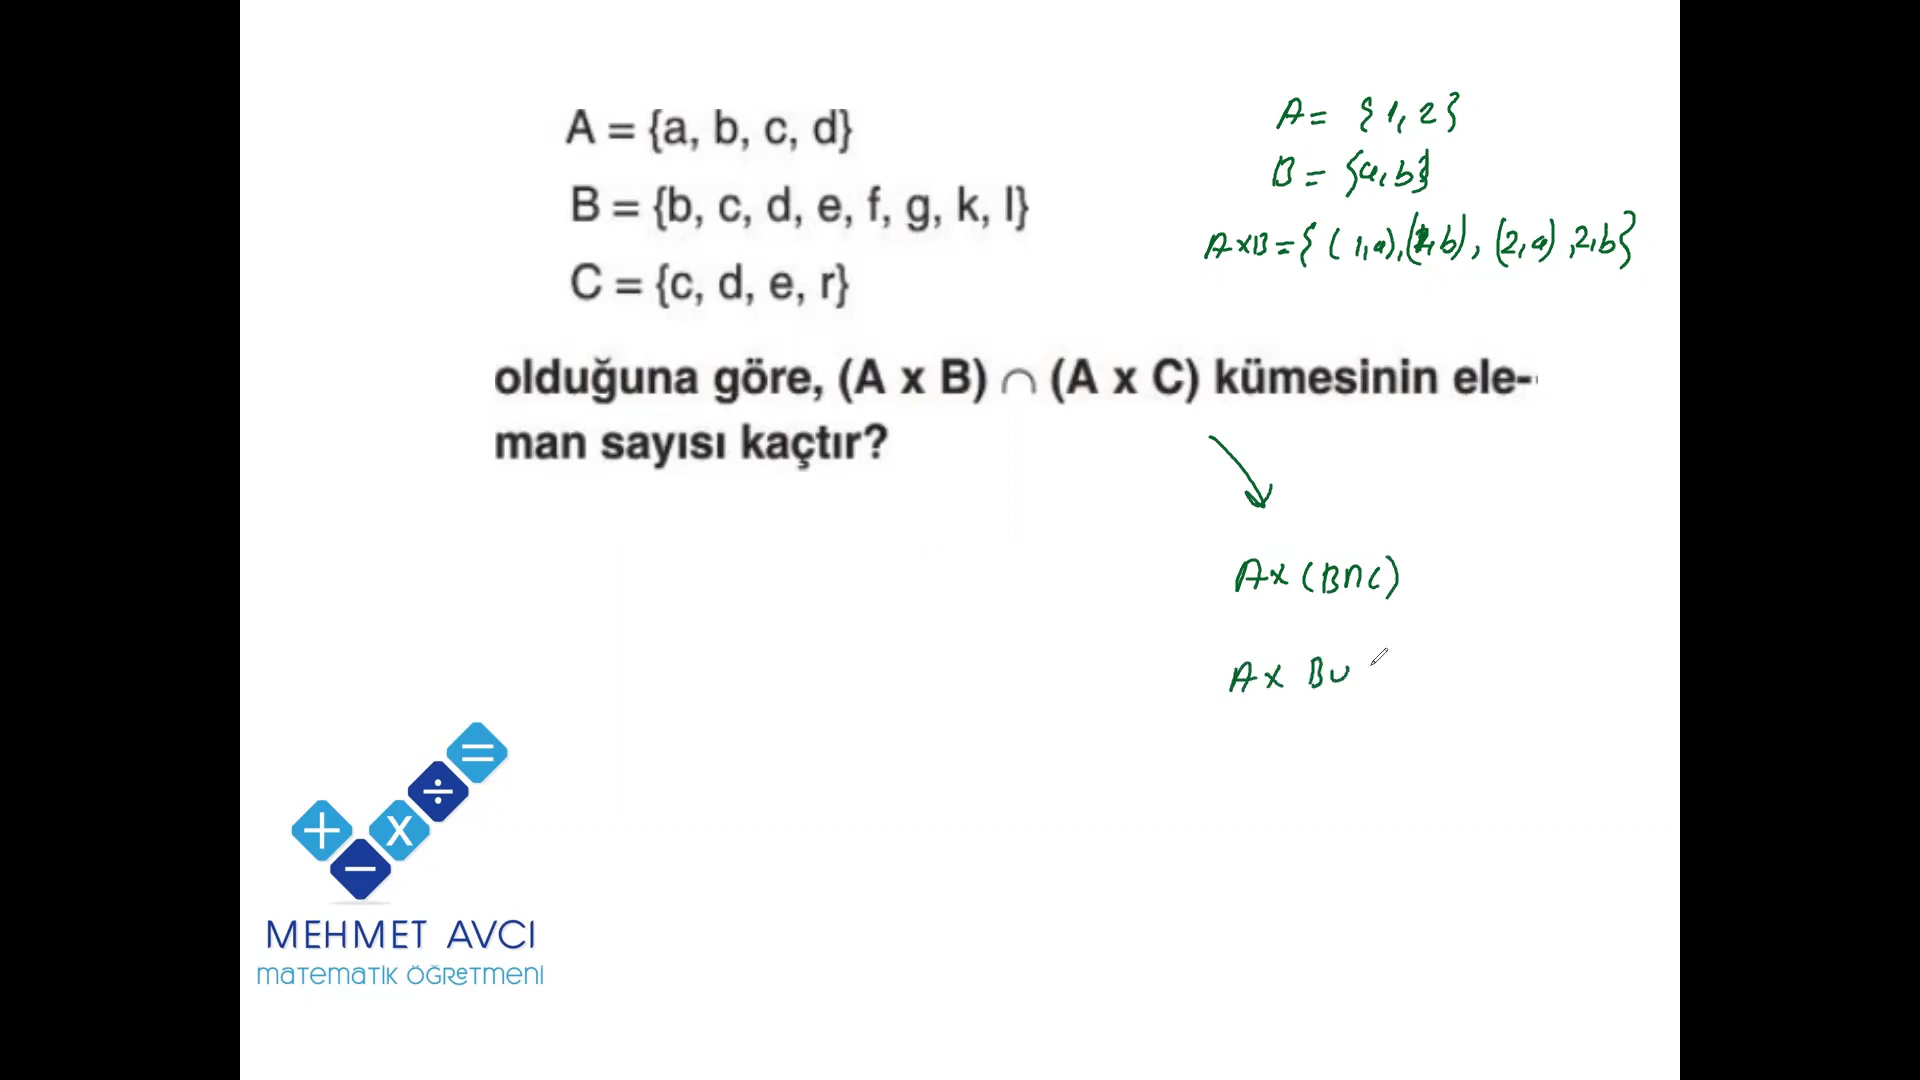 A = {a, b, c, d}
B = {b, c, d, e, f, g, k, l}
C = {c, d, e, r}
olduğuna göre, (A x B) ∩ (A x C) kümesinin ele-
man sayısı kaçtır?
A = {1, 2}
B = {a, b}
A×B = { (1, a), (1, b), (2, a) , 2, b}
A× (B∩C)
A× B∪
+ x - ÷ =
MEHMET AVCI
matematik öğretmeni